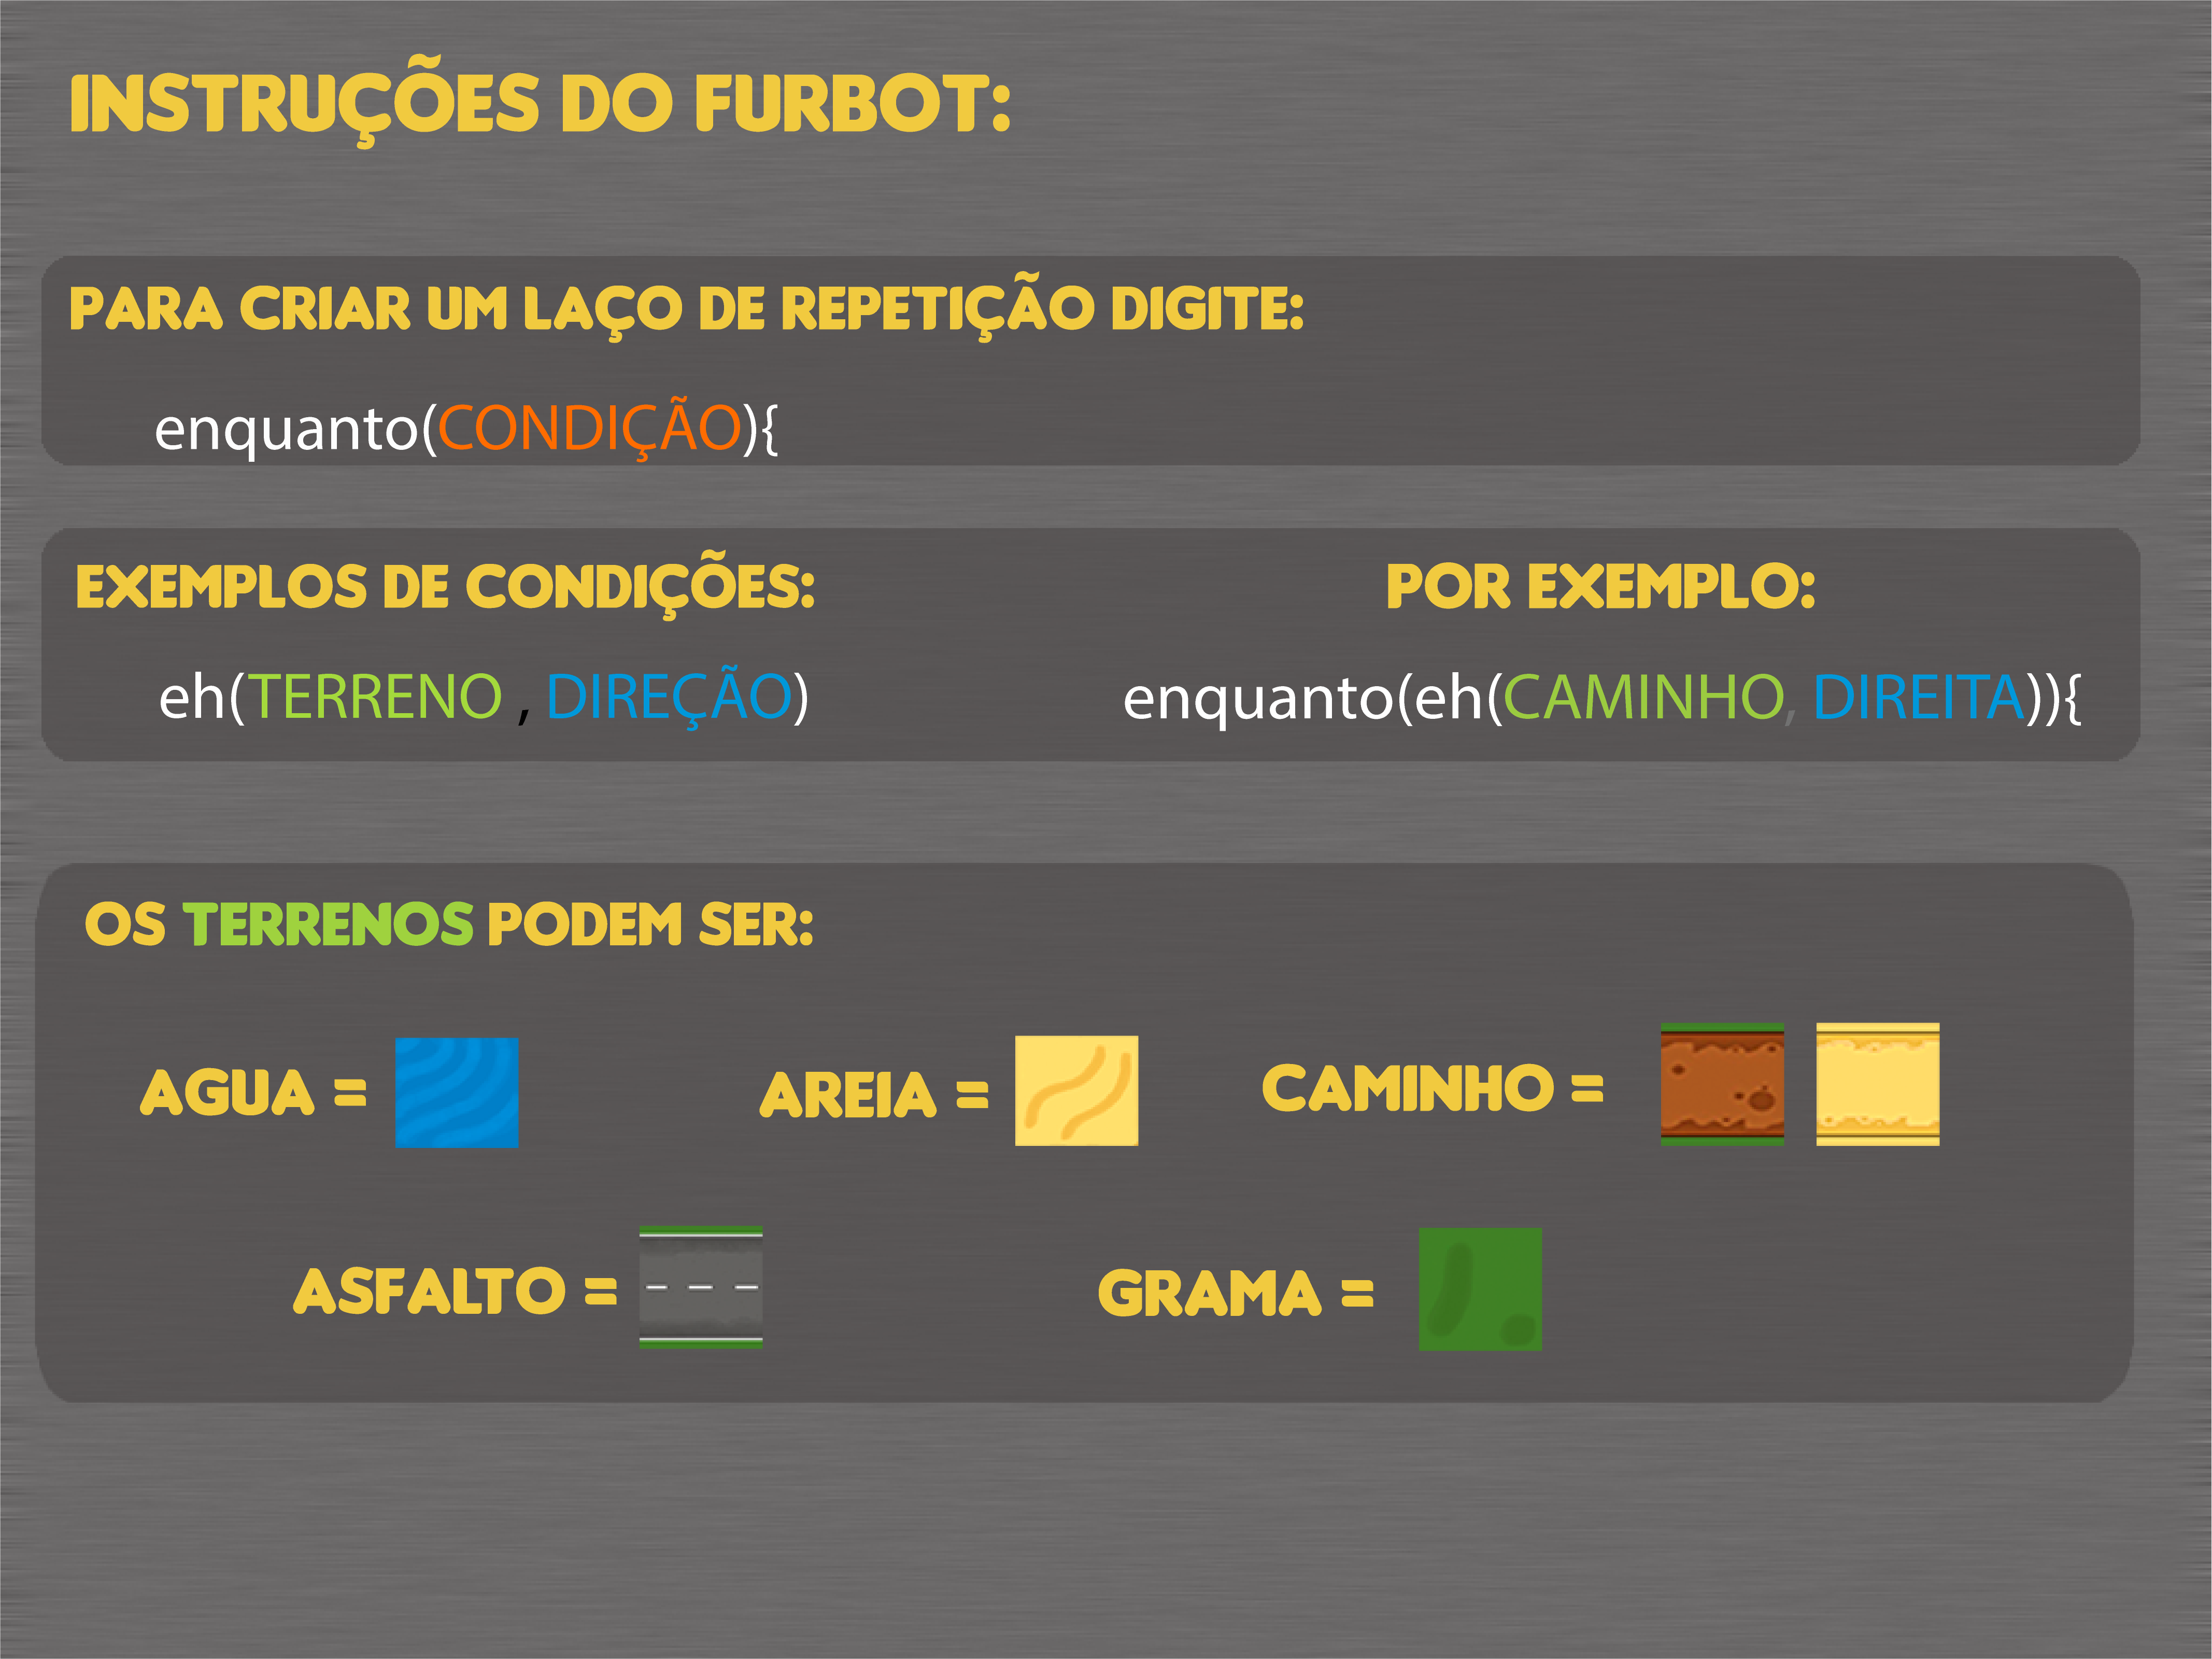 INSTRUÇÕES DO FURBOT:
PARA CRIAR UM LAÇO DE REPETIÇÃO DIGITE:
enquanto(CONDIÇÃO){
EXEMPLOS DE CONDIÇÕES:
eh(TERRENO , DIREÇÃO)
POR EXEMPLO:
enquanto(eh(CAMINHO, DIREITA)){
OS TERRENOS PODEM SER:
AGUA =
AREIA =
CAMINHO =
ASFALTO =
GRAMA =